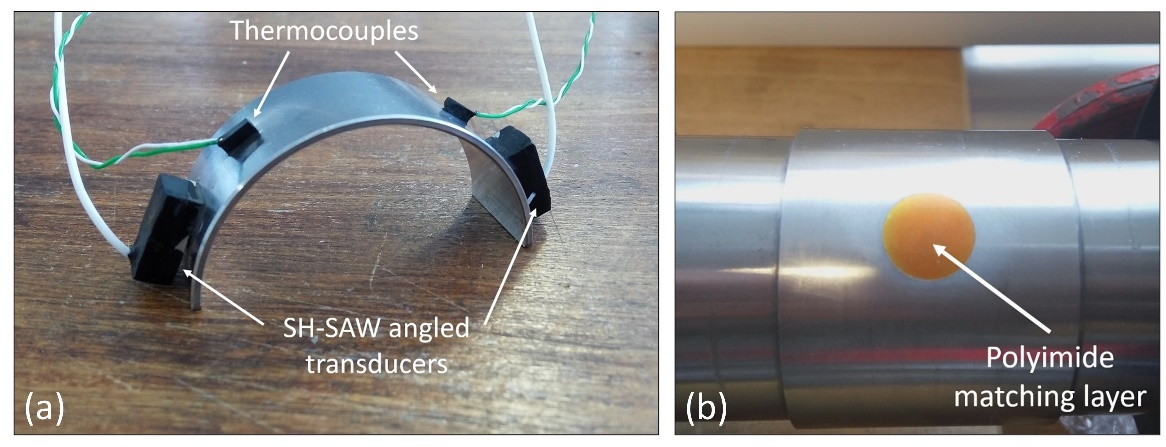 Thermocouples
SH-SAW angled
transducers
(a)
Polyimide
matching layer
(b)